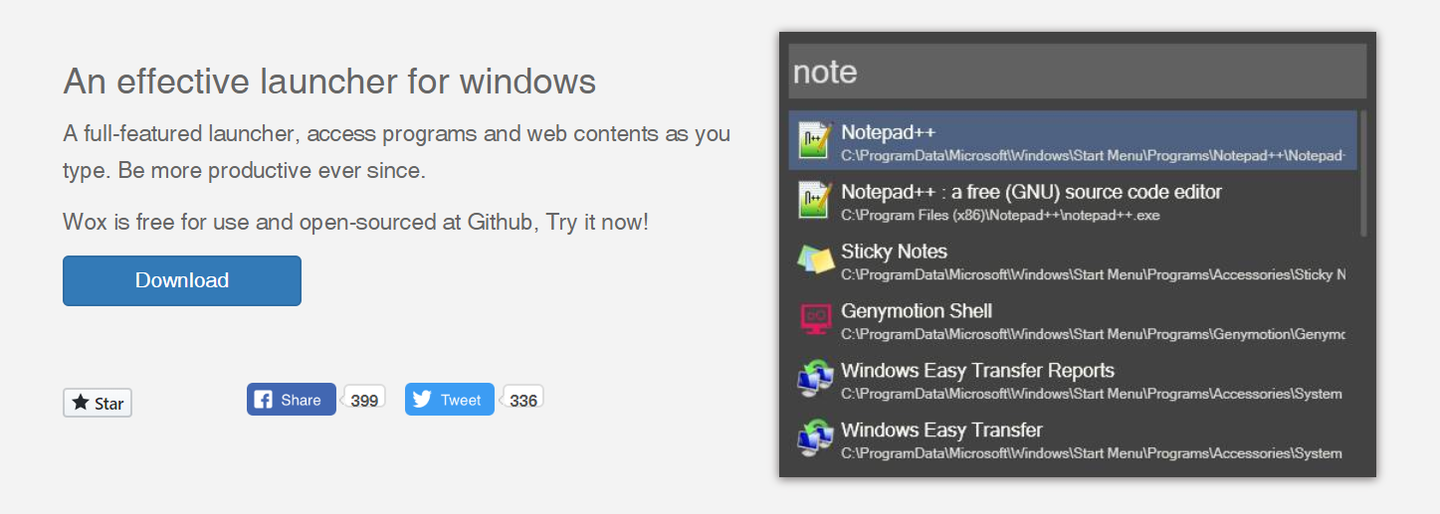 An effective launcher for windows
A full-featured launcher, access programs and web contents as you
type. Be more productive ever since.
Wox is free for use and open-sourced at Github, Try it now!
Download
Star
Share
399
Tweet
336
note
Notepad++
C:\ProgramData\Microsoft\Windows\Start Menu\Programs\Notepad++\Notepad-
Notepad++ : a free (GNU) source code editor
C:\Program Files (x86)\Notepad++\notepad++.exe
Sticky Notes
C:\ProgramData\Microsoft\Windows\Start Menu\Programs\Accessories\Sticky N
Genymotion Shell
C:\ProgramData\Microsoft\Windows\Start Menu\Programs\Genymotion\Genymo
Windows Easy Transfer Reports
C:\ProgramData\Microsoft\Windows\Start Menu\Programs\Accessories\System
Windows Easy Transfer
C:\ProgramData\Microsoft\Windows\Start Menu\Programs\Accessories\System